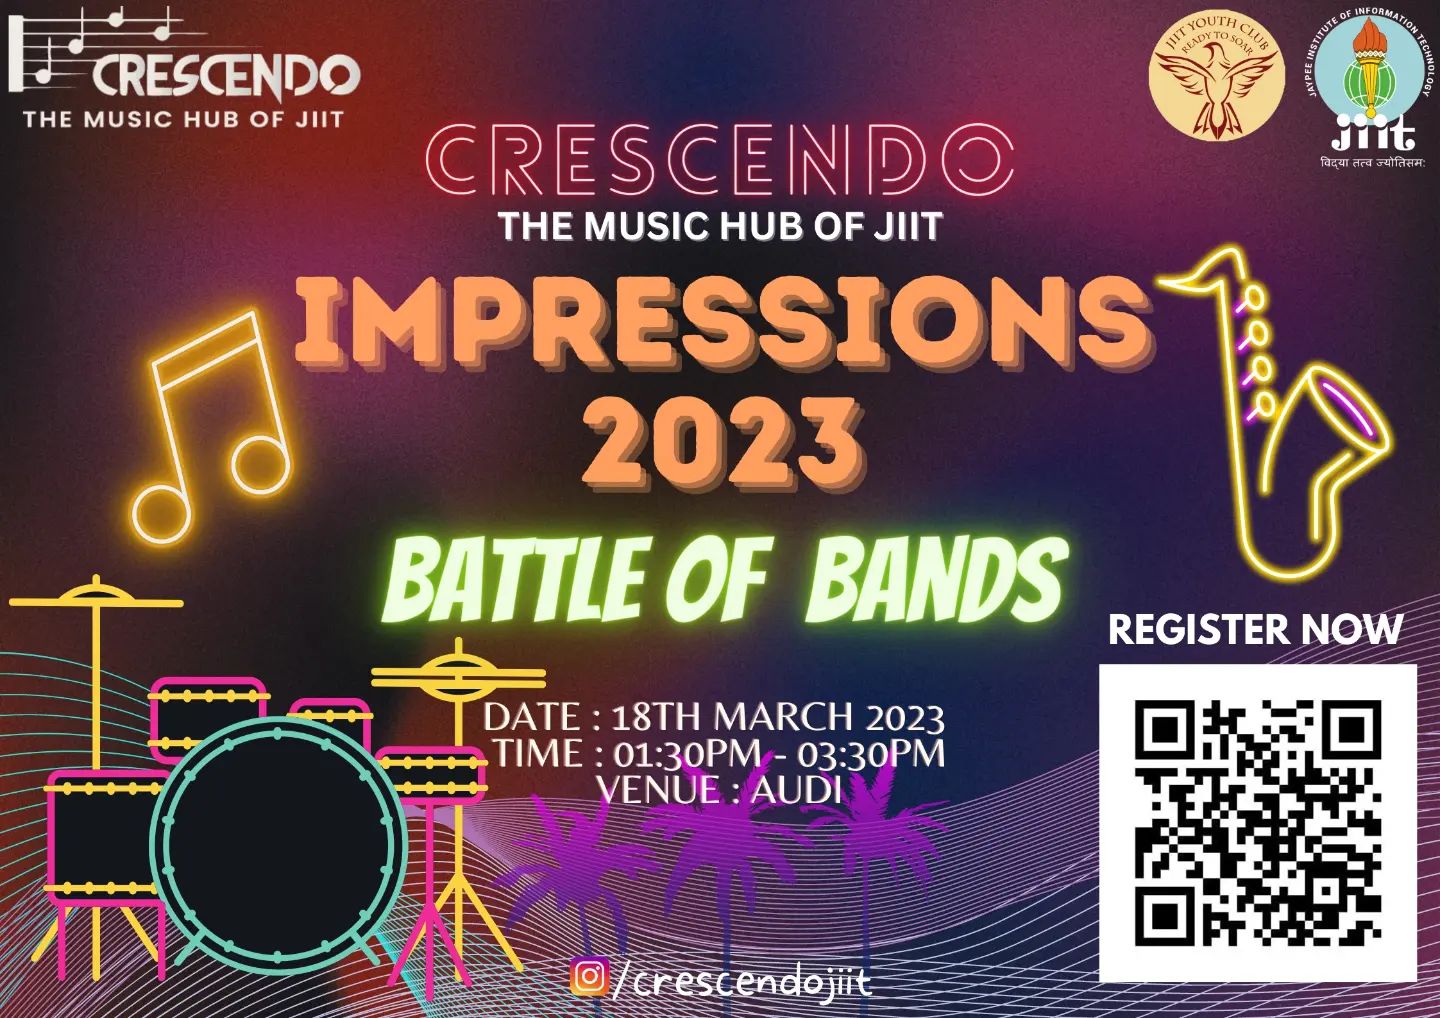 CRESCENDO
THE MUSIC HUB OF JIIT
JIIT YOUTH CLUB
READY TO SOAR
JAYPEE INSTITUTE OF INFORMATION TECHNOLOGY
jiit
विद्या तत्व ज्योतिसम:
CRESCENDO
THE MUSIC HUB OF JIIT
IMPRESSIONS
2023
BATTLE OF BANDS
REGISTER NOW
DATE : 18TH MARCH 2023
TIME : 01:30PM - 03:30PM
VENUE : AUDI
/crescendojiit